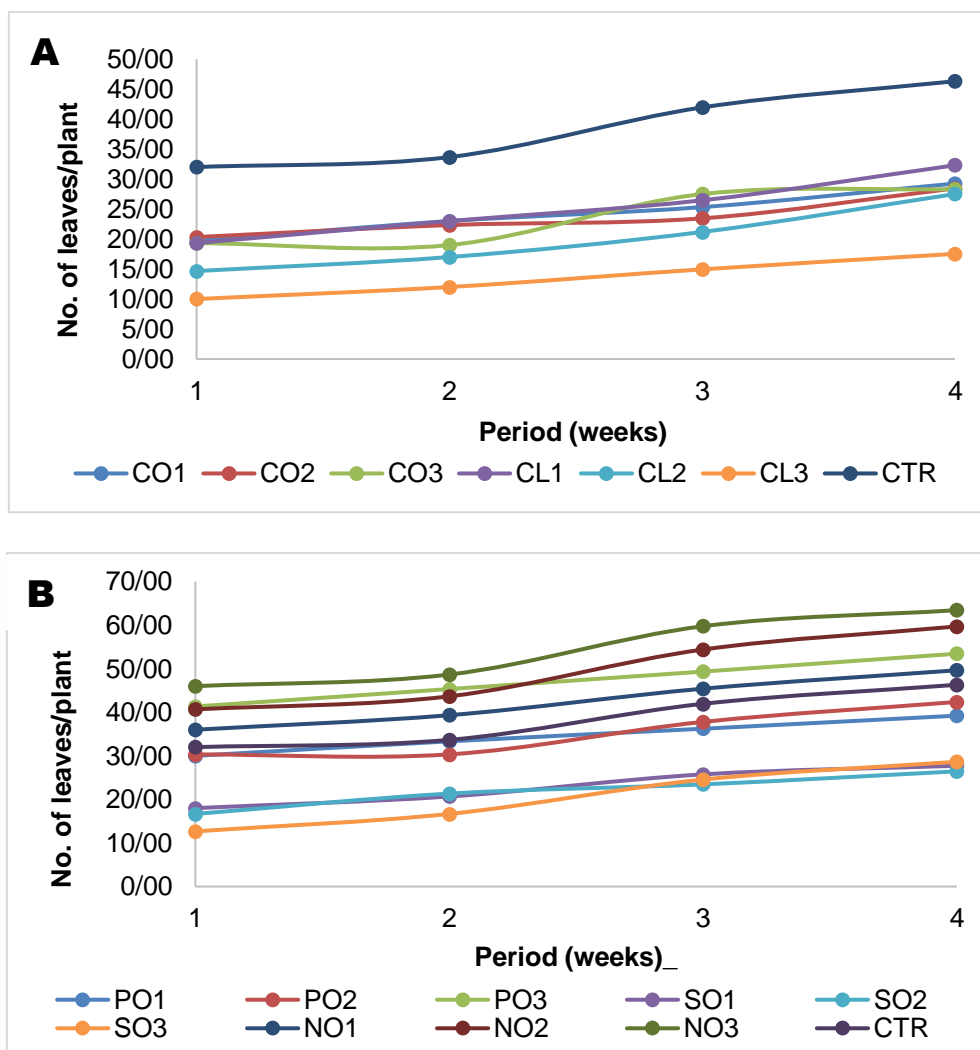 A
No. of leaves/plant
50/00
45/00
40/00
35/00
30/00
25/00
20/00
15/00
10/00
5/00
0/00
1 2 3 4
Period (weeks)
CO1 CO2 CO3 CL1 CL2 CL3 CTR
B
No. of leaves/plant
70/00
60/00
50/00
40/00
30/00
20/00
10/00
0/00
1 2 3 4
Period (weeks)_
PO1 PO2 PO3 SO1 SO2
SO3 NO1 NO2 NO3 CTR